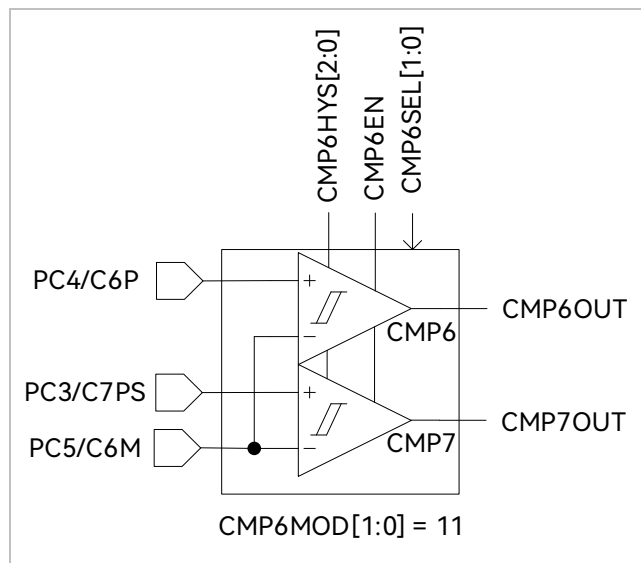 CMP6HYS[2:0]
CMP6EN
CMP6SEL[1:0]
PC4/C6P
+
−
CMP6
CMP6OUT
PC3/C7PS
+
PC5/C6M
−
CMP7
CMP7OUT
CMP6MOD[1:0] = 11